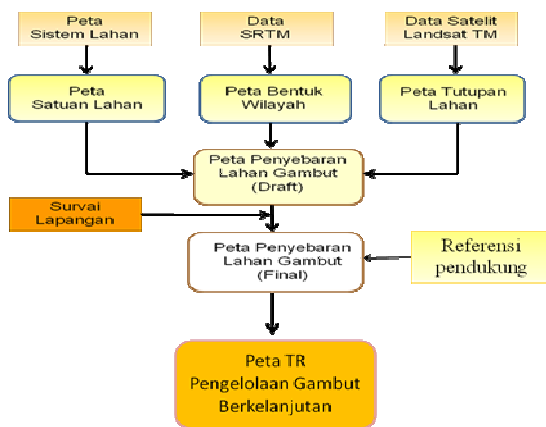 Peta
Sistem Lahan
Data
SRTM
Data Satelit
Landsat TM
Peta
Satuan Lahan
Peta Bentuk
Wilayah
Peta Tutupan
Lahan
Peta Penyebaran
Lahan Gambut
(Draft)
Survai
Lapangan
Peta Penyebaran
Lahan Gambut
(Final)
Referensi
pendukung
Peta TR
Pengelolaan Gambut
Berkelanjutan